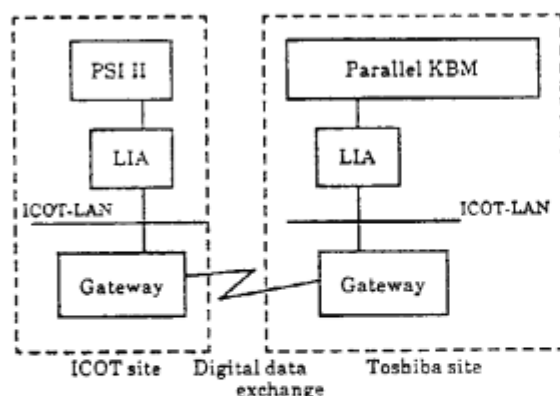 PSI II
Parallel KBM
LIA
LIA
ICOT-LAN
ICOT-LAN
Gateway
Gateway
ICOT site
Digital data
exchange
Toshiba site